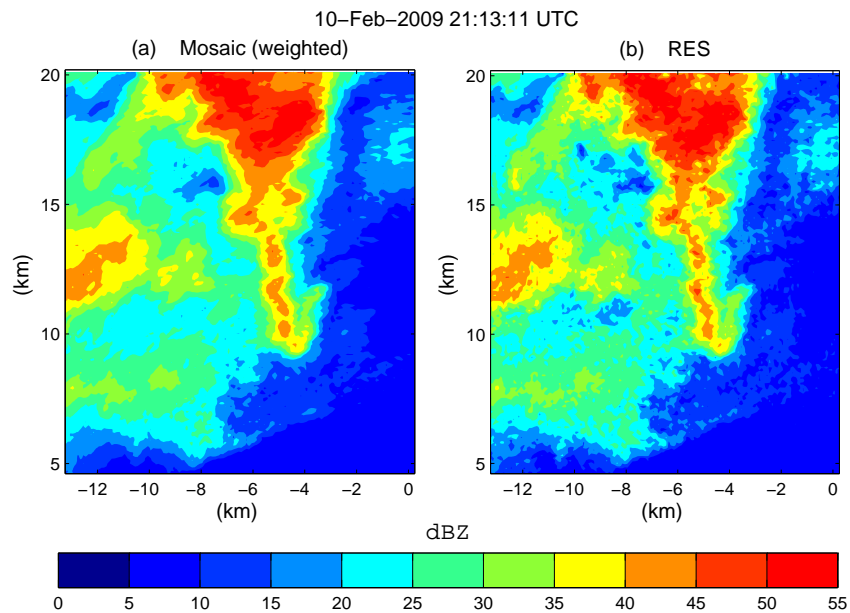 10−Feb−2009 21:13:11 UTC
(a) Mosaic (weighted)
(b) RES
20
15
10
5
(km)
−12 −10 −8 −6 −4 −2 0
(km)
20
15
10
5
(km)
−12 −10 −8 −6 −4 −2 0
(km)
dBZ
0 5 10 15 20 25 30 35 40 45 50 55